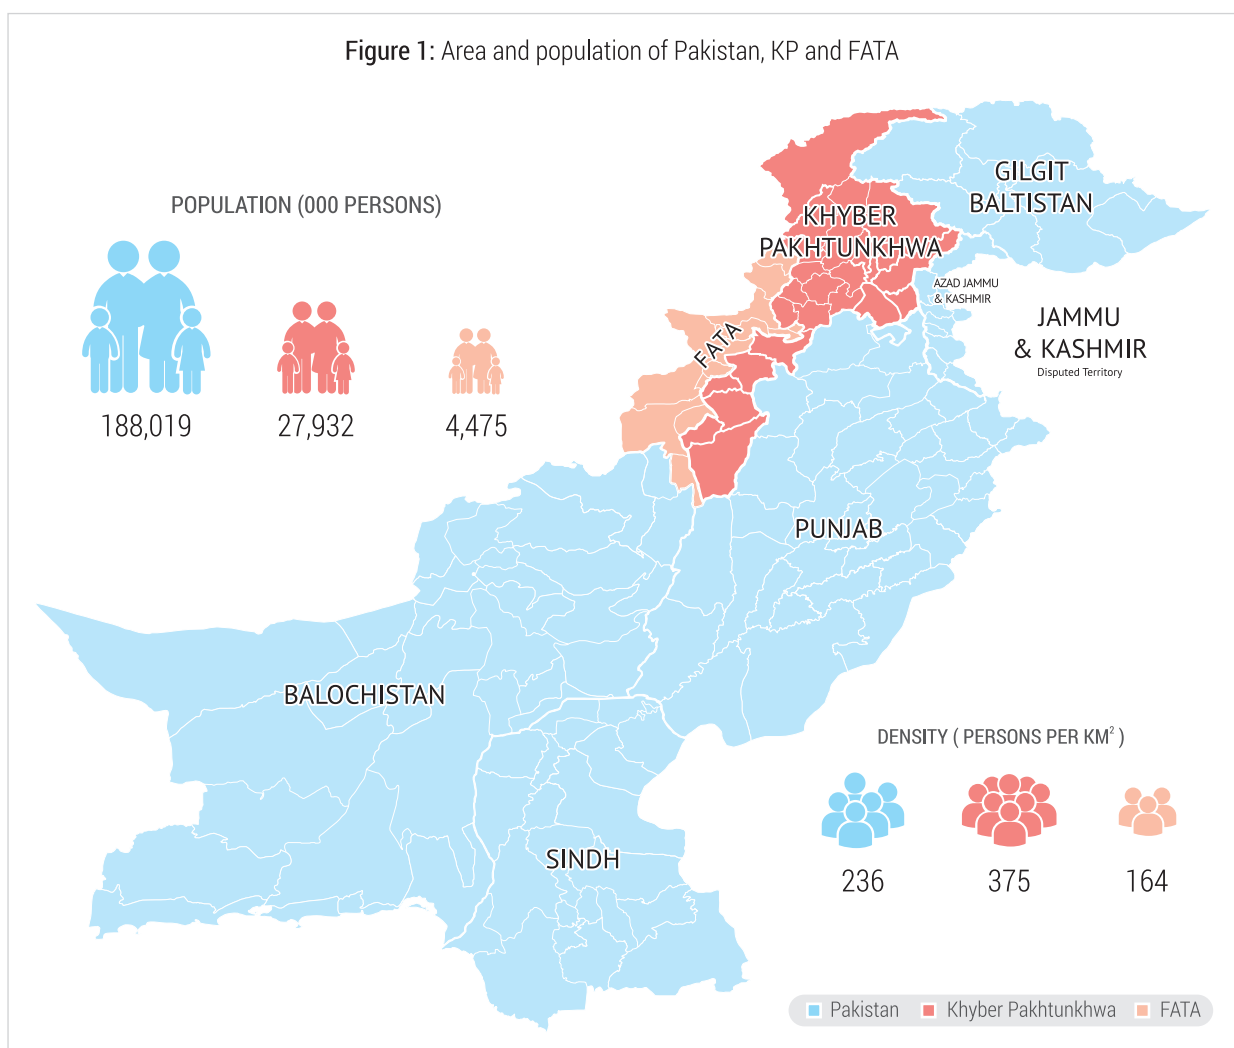 Figure 1: Area and population of Pakistan, KP and FATA
POPULATION (000 PERSONS)
188,019
27,932
4,475
GILGIT
BALTISTAN
KHYBER
PAKHTUNKHWA
AZAD JAMMU
& KASHMIR
JAMMU
& KASHMIR
Disputed Territory
FATA
PUNJAB
BALOCHISTAN
SINDH
DENSITY ( PERSONS PER KM² )
236
375
164
Pakistan
Khyber Pakhtunkhwa
FATA